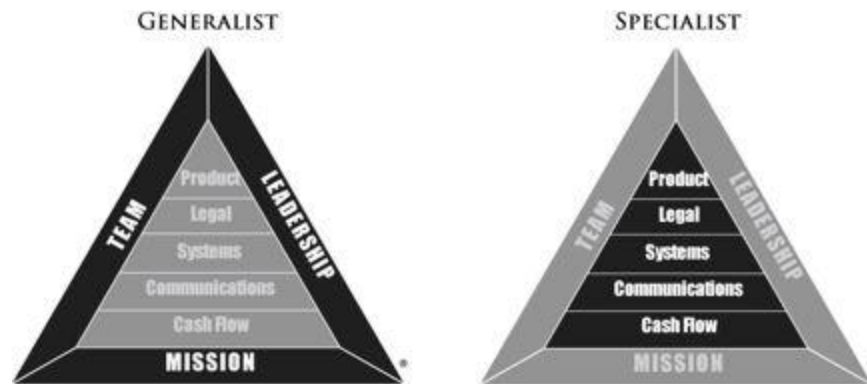 GENERALIST
Product
Legal
Systems
Communications
Cash Flow
TEAM
LEADERSHIP
MISSION
SPECIALIST
Product
Legal
Systems
Communications
Cash Flow
TEAM
LEADERSHIP
MISSION